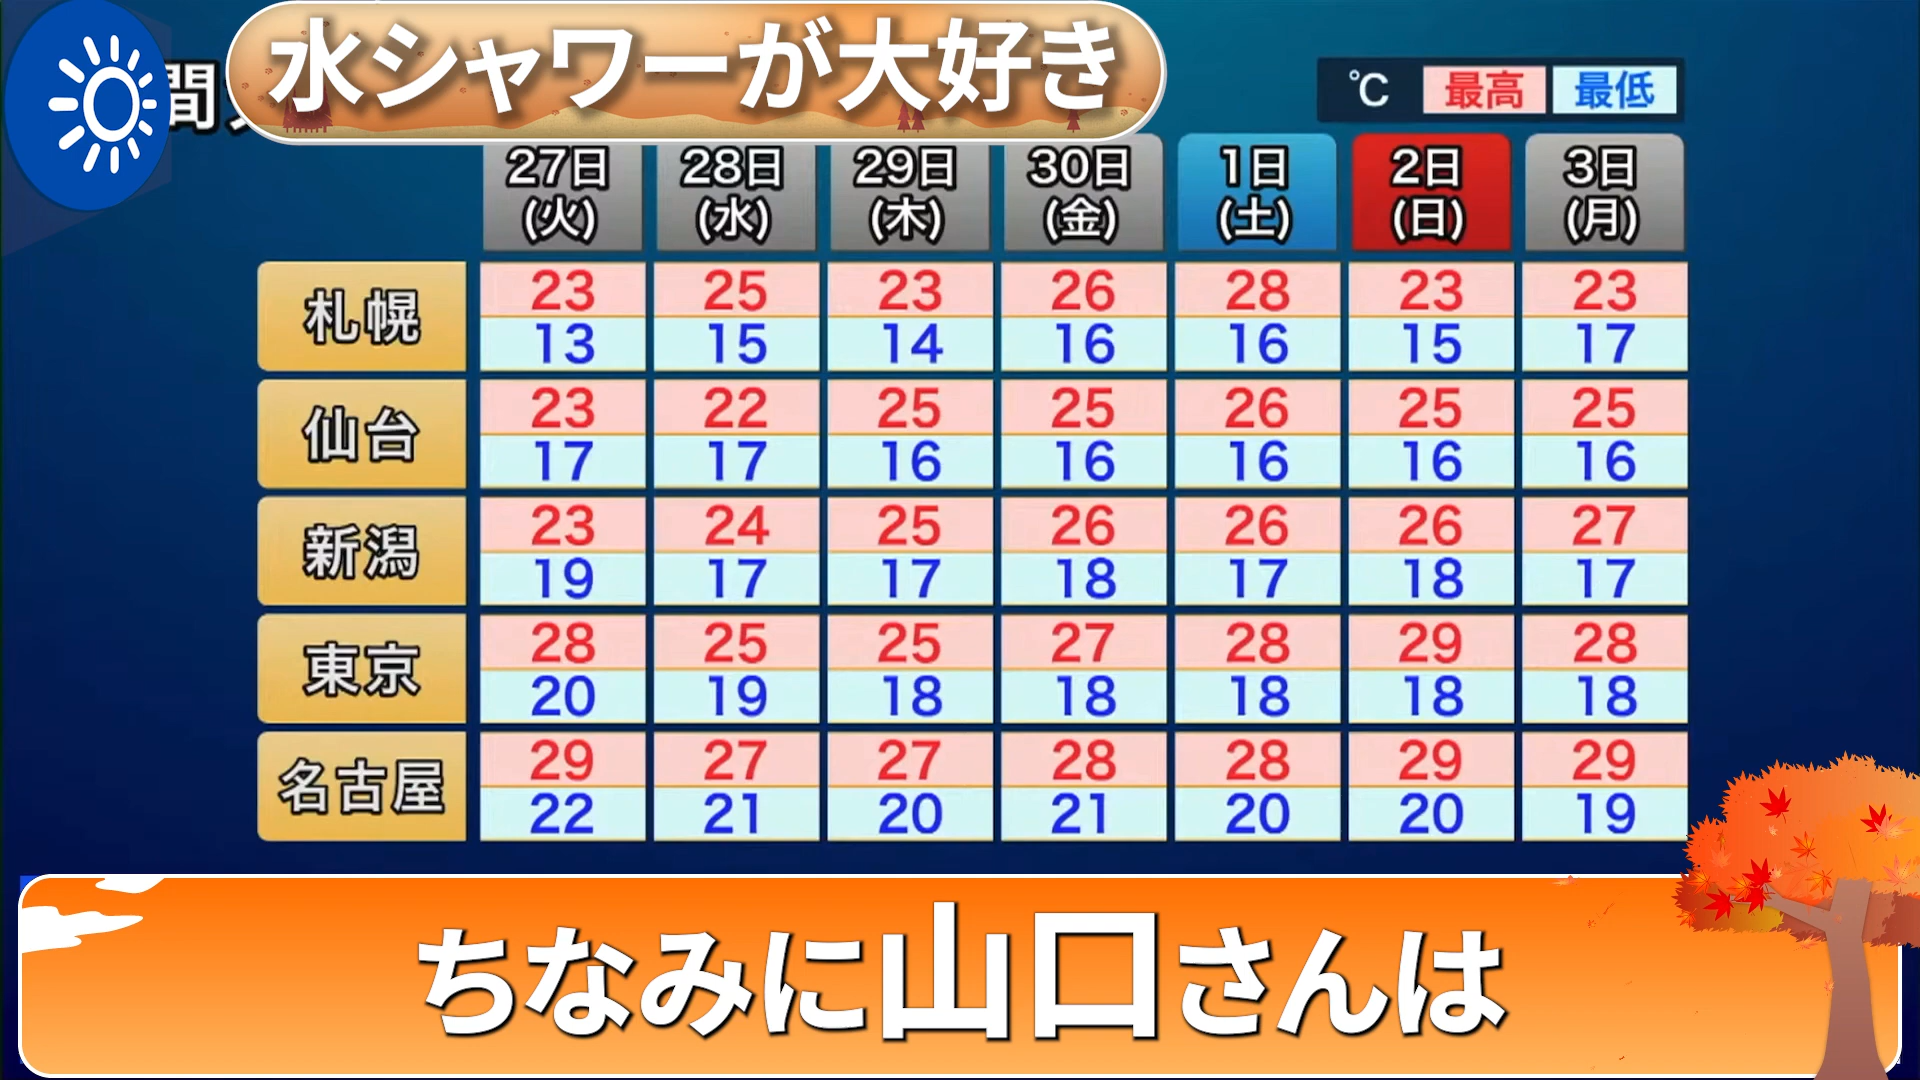 水シャワーが大好き
間
℃ 最高 最低
27日(火) 28日(水) 29日(木) 30日(金) 1日(土) 2日(日) 3日(月)
札幌 23 25 23 26 28 23 23
13 15 14 16 16 15 17
仙台 23 22 25 25 26 25 25
17 17 16 16 16 16 16
新潟 23 24 25 26 26 26 27
19 17 17 18 17 18 17
東京 28 25 25 27 28 29 28
20 19 18 18 18 18 18
名古屋 29 27 27 28 28 29 29
22 21 20 21 20 20 19
ちなみに山口さんは